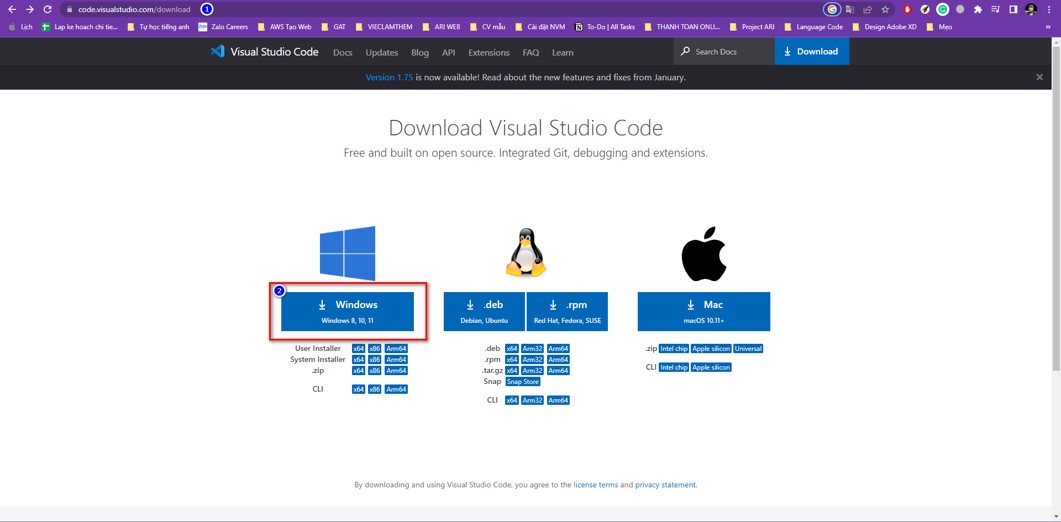 code.visualstudio.com/download 1
Lịch Lap ke hoach chi tie... Tự học tiếng anh Zalo Careers AWS Tạo Web GAT VIECLAMTHEM ARI WEB CV mẫu Cài đặt NVM To-Do | All Tasks THANH TOAN ONLI... Project ARI Language Code Design Adobe XD Mẹo »
Visual Studio Code Docs Updates Blog API Extensions FAQ Learn Search Docs Download
Version 1.75 is now available! Read about the new features and fixes from January.
Download Visual Studio Code
Free and built on open source. Integrated Git, debugging and extensions.
2
Windows
Windows 8, 10, 11
User Installer x64 x86 Arm64
System Installer x64 x86 Arm64
.zip x64 x86 Arm64
CLI x64 x86 Arm64
.deb
Debian, Ubuntu
.rpm
Red Hat, Fedora, SUSE
.deb x64 Arm32 Arm64
.rpm x64 Arm32 Arm64
.tar.gz x64 Arm32 Arm64
Snap Snap Store
CLI x64 Arm32 Arm64
Mac
macOS 10.11+
.zip Intel chip Apple silicon Universal
CLI Intel chip Apple silicon
By downloading and using Visual Studio Code, you agree to the license terms and privacy statement.